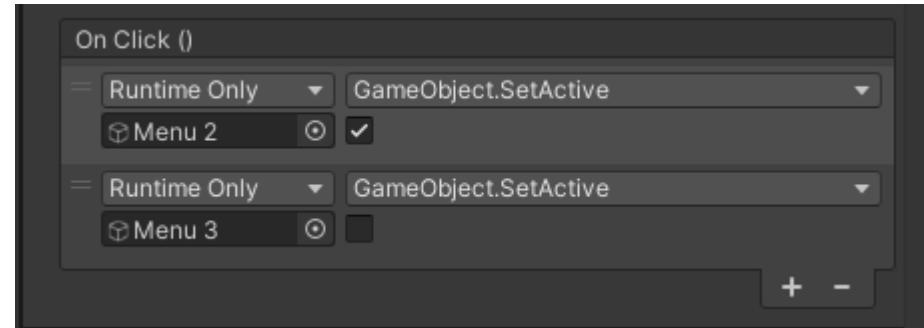 On Click ()
Runtime Only GameObject.SetActive
Menu 2
Runtime Only GameObject.SetActive
Menu 3
+ -